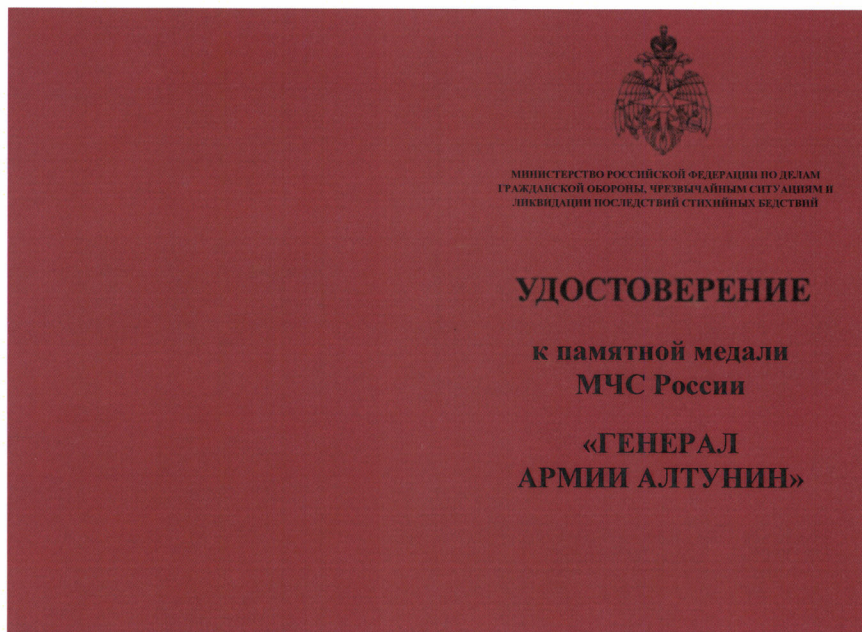 МИНИСТЕРСТВО РОССИЙСКОЙ ФЕДЕРАЦИИ ПО ДЕЛАМ
ГРАЖДАНСКОЙ ОБОРОНЫ, ЧРЕЗВЫЧАЙНЫМ СИТУАЦИЯМ И
ЛИКВИДАЦИИ ПОСЛЕДСТВИЙ СТИХИЙНЫХ БЕДСТВИЙ
УДОСТОВЕРЕНИЕ
к памятной медали
МЧС России
«ГЕНЕРАЛ
АРМИИ АЛТУНИН»